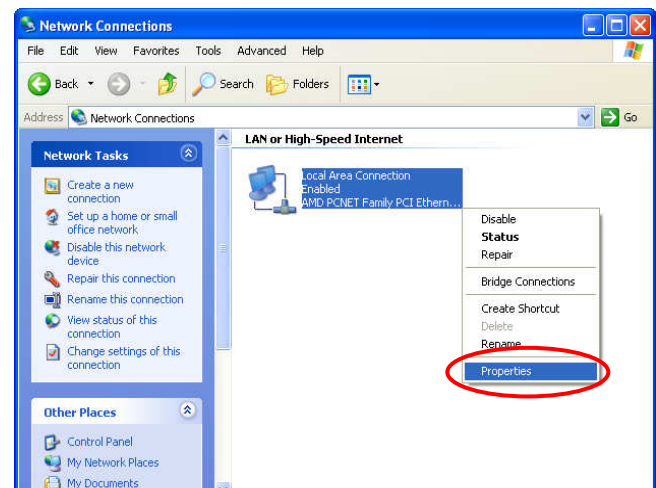 Network Connections
File Edit View Favorites Tools Advanced Help
Back Search Folders
Address Network Connections Go
Network Tasks
Create a new
connection
Set up a home or small
office network
Disable this network
device
Repair this connection
Rename this connection
View status of this
connection
Change settings of this
connection
Other Places
Control Panel
My Network Places
My Documents
LAN or High-Speed Internet
Local Area Connection
Enabled
AMD PCNET Family PCI Ethern...
Disable
Status
Repair
Bridge Connections
Create Shortcut
Delete
Rename
Properties